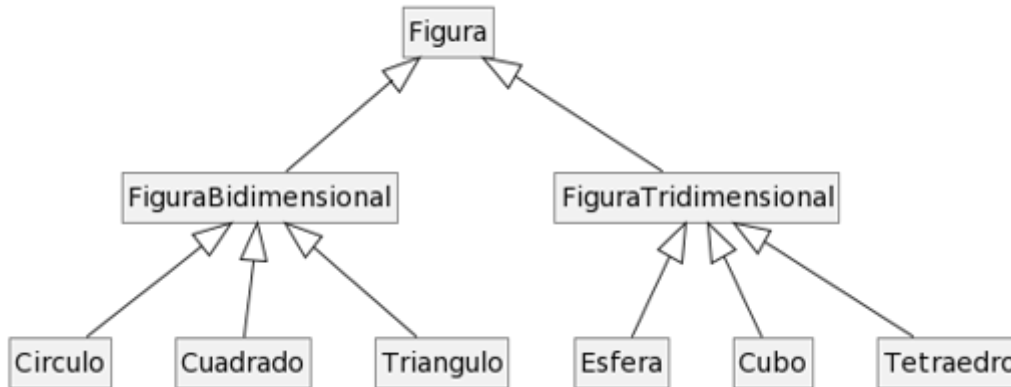 Figura
FiguraBidimensional
FiguraTridimensional
Circulo
Cuadrado
Triangulo
Esfera
Cubo
Tetraedro